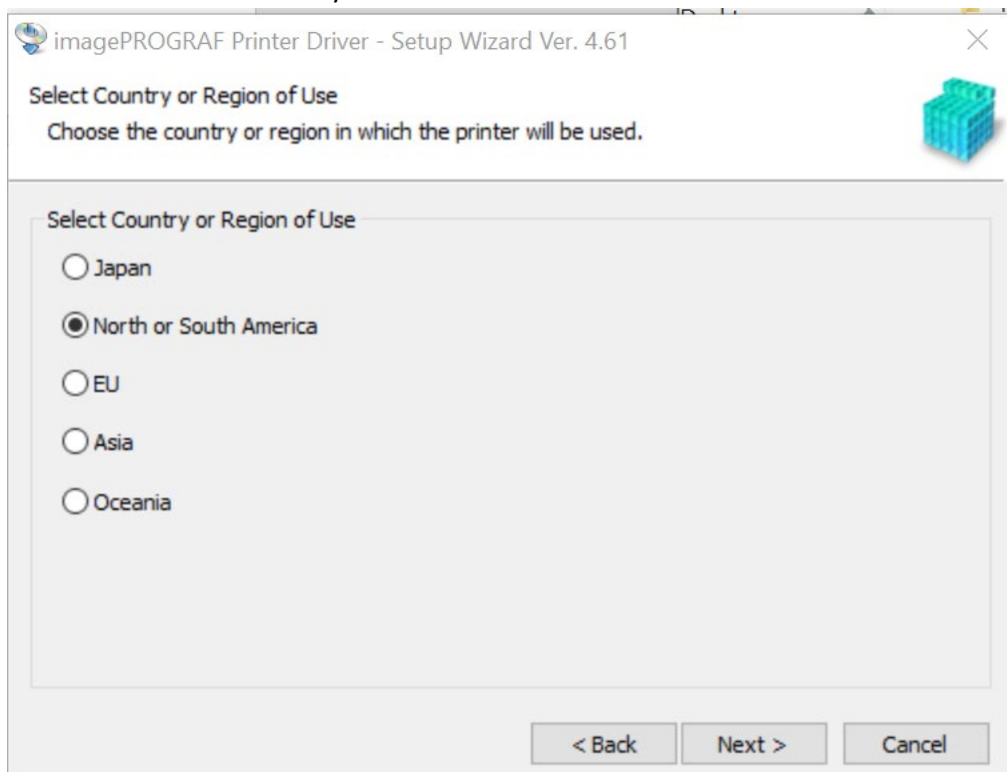 imagePROGRAF Printer Driver - Setup Wizard Ver. 4.61
Select Country or Region of Use
Choose the country or region in which the printer will be used.
Select Country or Region of Use
Japan
North or South America
EU
Asia
Oceania
< Back
Next >
Cancel